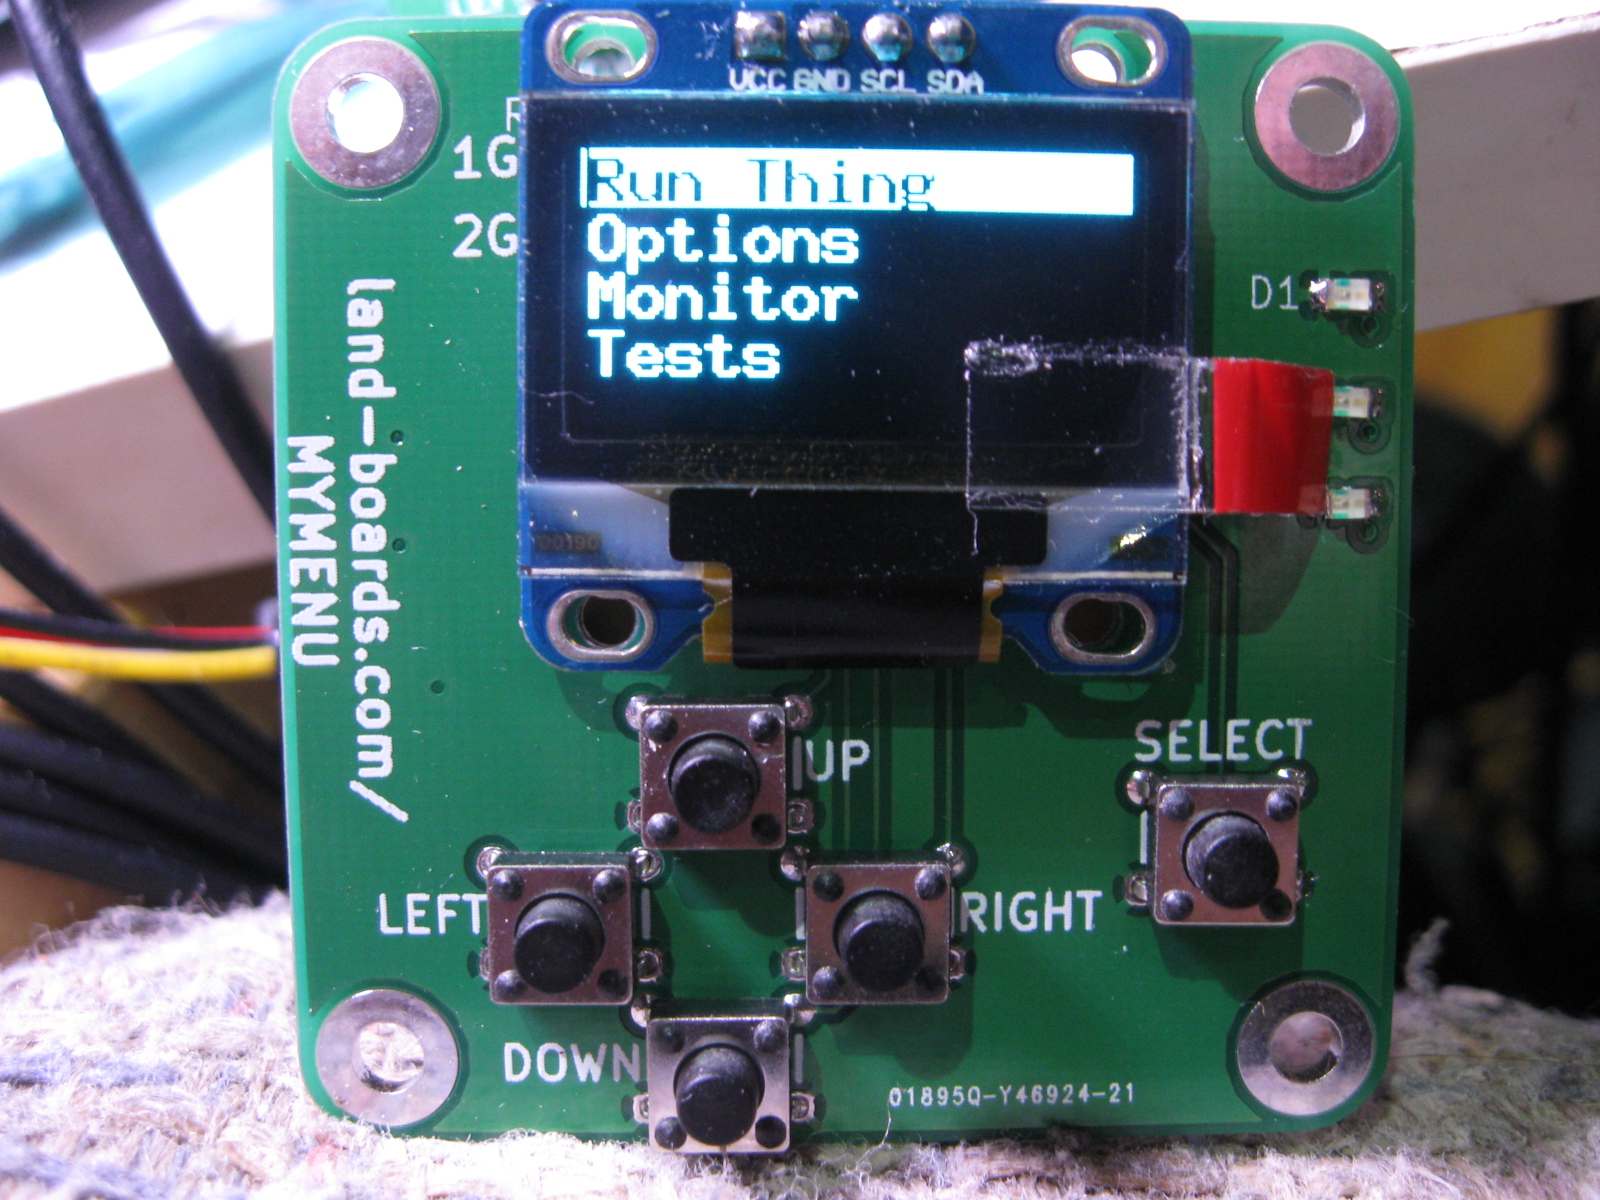 VCC GND SCL SDA
1G
2G
Run Thing
Options
Monitor
Tests
D1
land-boards.com/
MYMENU
UP
SELECT
LEFT
RIGHT
DOWN
01895Q-Y46924-21